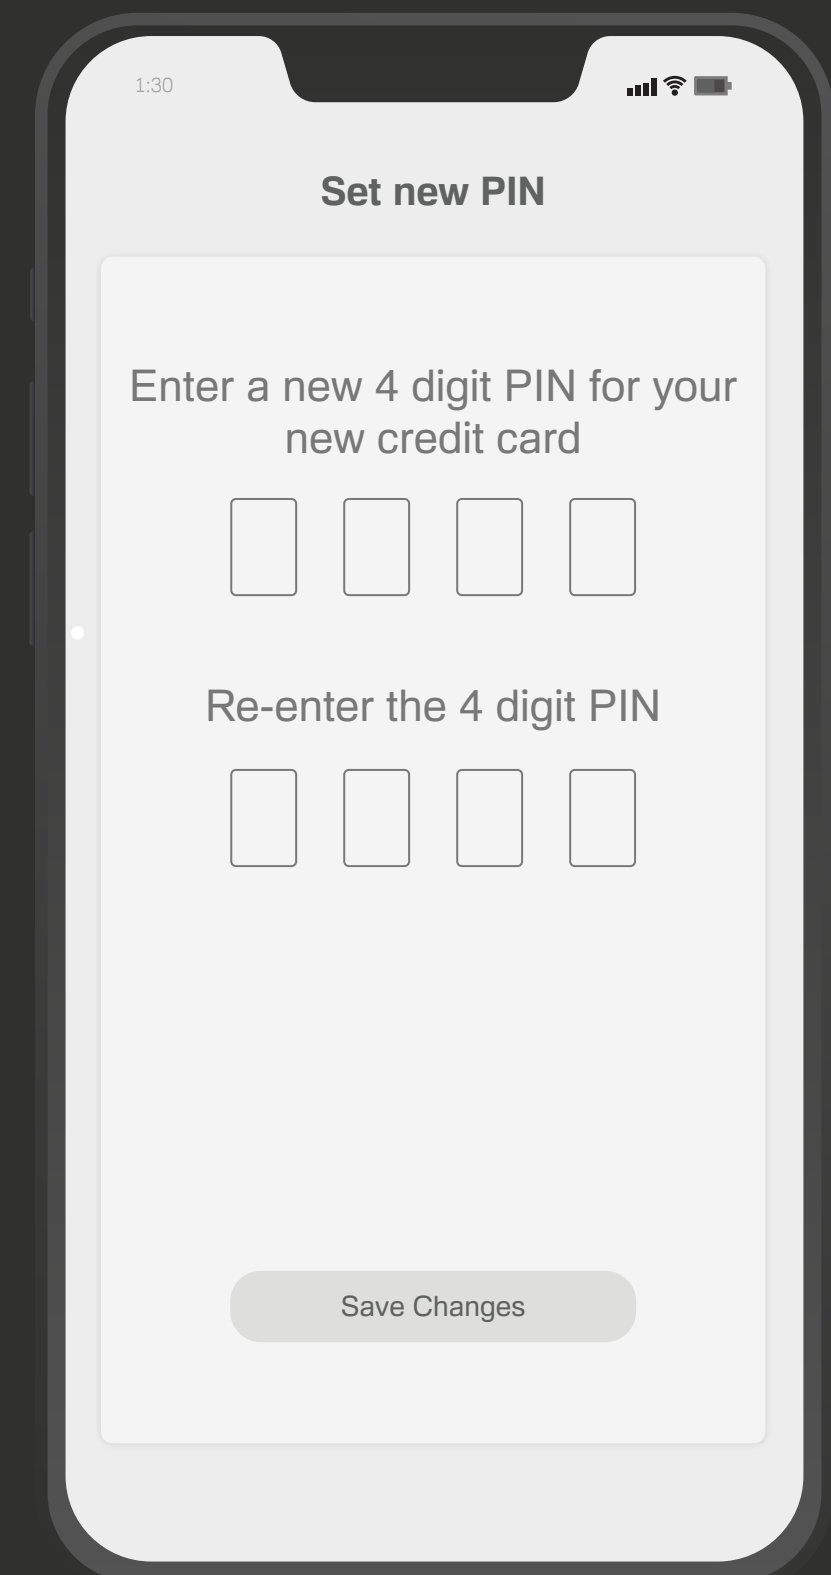 1:30
Set new PIN
Enter a new 4 digit PIN for your
new credit card
Re-enter the 4 digit PIN
Save Changes